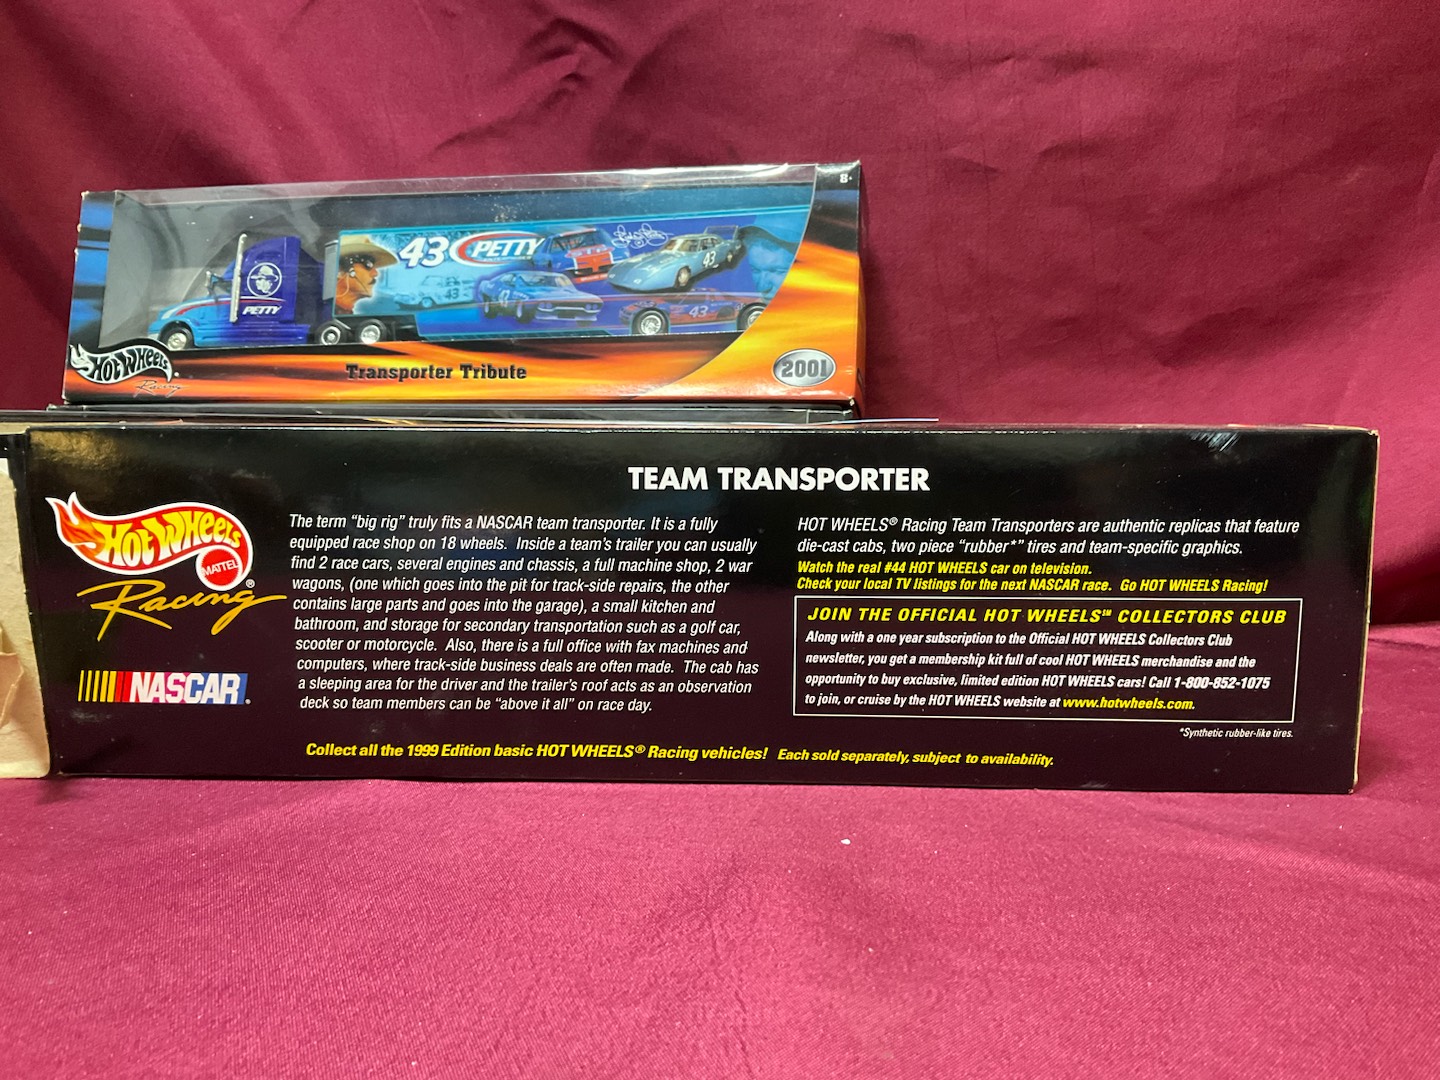 8+
43 PETTY
43
43
43
PETTY
HOT WHEELS
Racing
Transporter Tribute
2001
TEAM TRANSPORTER
HOT WHEELS
MATTEL
Racing®
NASCAR®
The term “big rig” truly fits a NASCAR team transporter. It is a fully
equipped race shop on 18 wheels. Inside a team's trailer you can usually
find 2 race cars, several engines and chassis, a full machine shop, 2 war
wagons, (one which goes into the pit for track-side repairs, the other
contains large parts and goes into the garage), a small kitchen and
bathroom, and storage for secondary transportation such as a golf car,
scooter or motorcycle. Also, there is a full office with fax machines and
computers, where track-side business deals are often made. The cab has
a sleeping area for the driver and the trailer's roof acts as an observation
deck so team members can be “above it all” on race day.
HOT WHEELS® Racing Team Transporters are authentic replicas that feature
die-cast cabs, two piece “rubber*” tires and team-specific graphics.
Watch the real #44 HOT WHEELS car on television.
Check your local TV listings for the next NASCAR race. Go HOT WHEELS Racing!
JOIN THE OFFICIAL HOT WHEELS℠ COLLECTORS CLUB
Along with a one year subscription to the Official HOT WHEELS Collectors Club
newsletter, you get a membership kit full of cool HOT WHEELS merchandise and the
opportunity to buy exclusive, limited edition HOT WHEELS cars! Call 1-800-852-1075
to join, or cruise by the HOT WHEELS website at www.hotwheels.com.
*Synthetic rubber-like tires.
Collect all the 1999 Edition basic HOT WHEELS® Racing vehicles! Each sold separately, subject to availability.